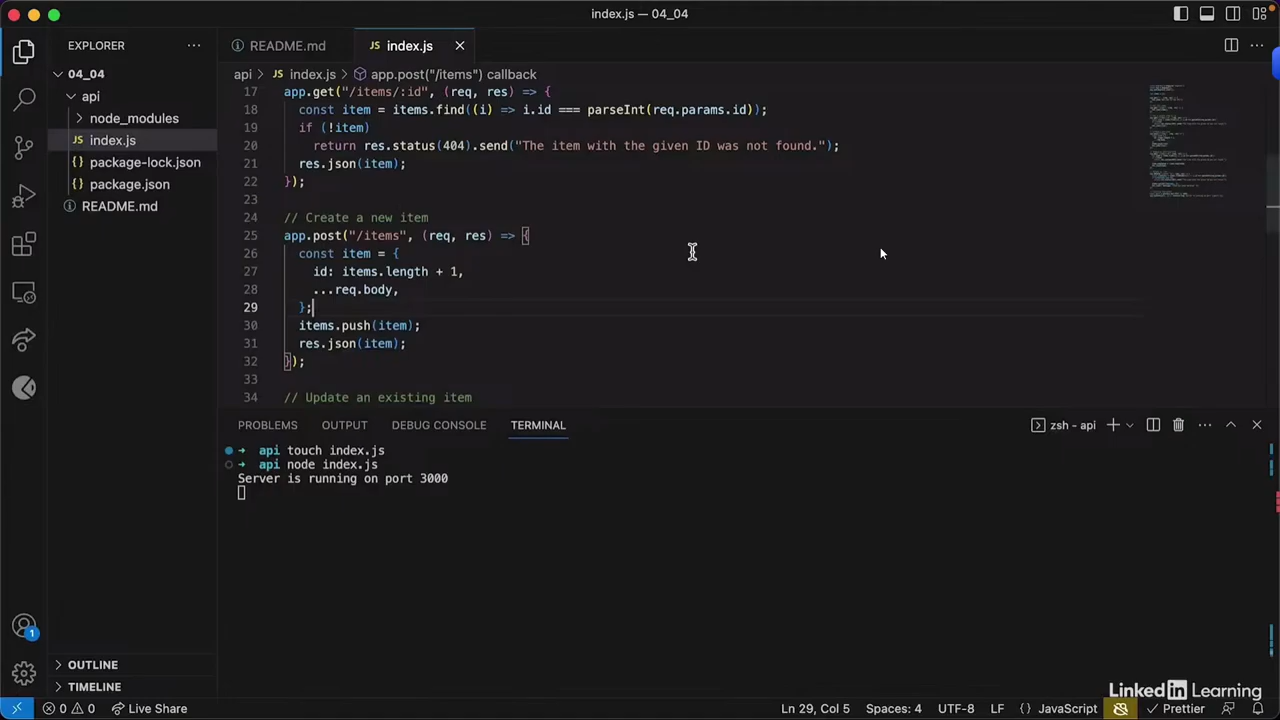 index.js — 04_04
EXPLORER
README.md
JS index.js
04_04
api
node_modules
JS index.js
{} package-lock.json
{} package.json
README.md
OUTLINE
TIMELINE
api > JS index.js > app.post("/items") callback
17 app.get("/items/:id", (req, res) => {
18 const item = items.find((i) => i.id === parseInt(req.params.id));
19 if (!item)
20 return res.status(404).send("The item with the given ID was not found.");
21 res.json(item);
22 });
23
24 // Create a new item
25 app.post("/items", (req, res) => {
26 const item = {
27 id: items.length + 1,
28 ...req.body,
29 };
30 items.push(item);
31 res.json(item);
32 });
33
34 // Update an existing item
PROBLEMS OUTPUT DEBUG CONSOLE TERMINAL
zsh - api
api touch index.js
api node index.js
Server is running on port 3000
1
LinkedIn Learning
0 0 Live Share
Ln 29, Col 5 Spaces: 4 UTF-8 LF {} JavaScript Prettier